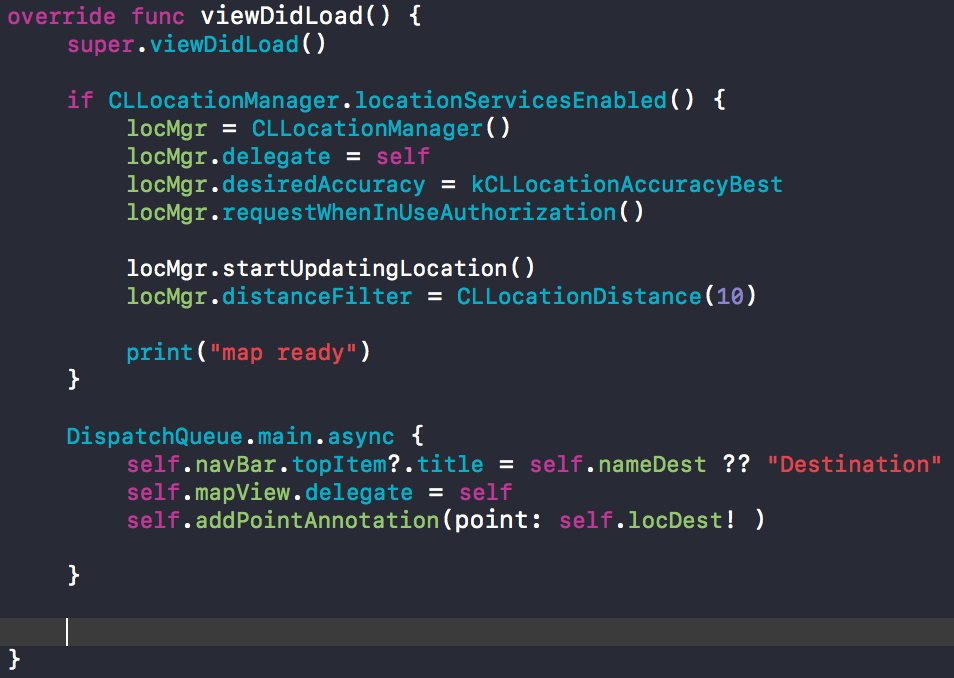 override func viewDidLoad() {
    super.viewDidLoad()

    if CLLocationManager.locationServicesEnabled() {
        locMgr = CLLocationManager()
        locMgr.delegate = self
        locMgr.desiredAccuracy = kCLLocationAccuracyBest
        locMgr.requestWhenInUseAuthorization()

        locMgr.startUpdatingLocation()
        locMgr.distanceFilter = CLLocationDistance(10)

        print("map ready")
    }

    DispatchQueue.main.async {
        self.navBar.topItem?.title = self.nameDest ?? "Destination"
        self.mapView.delegate = self
        self.addPointAnnotation(point: self.locDest! )

    }


}